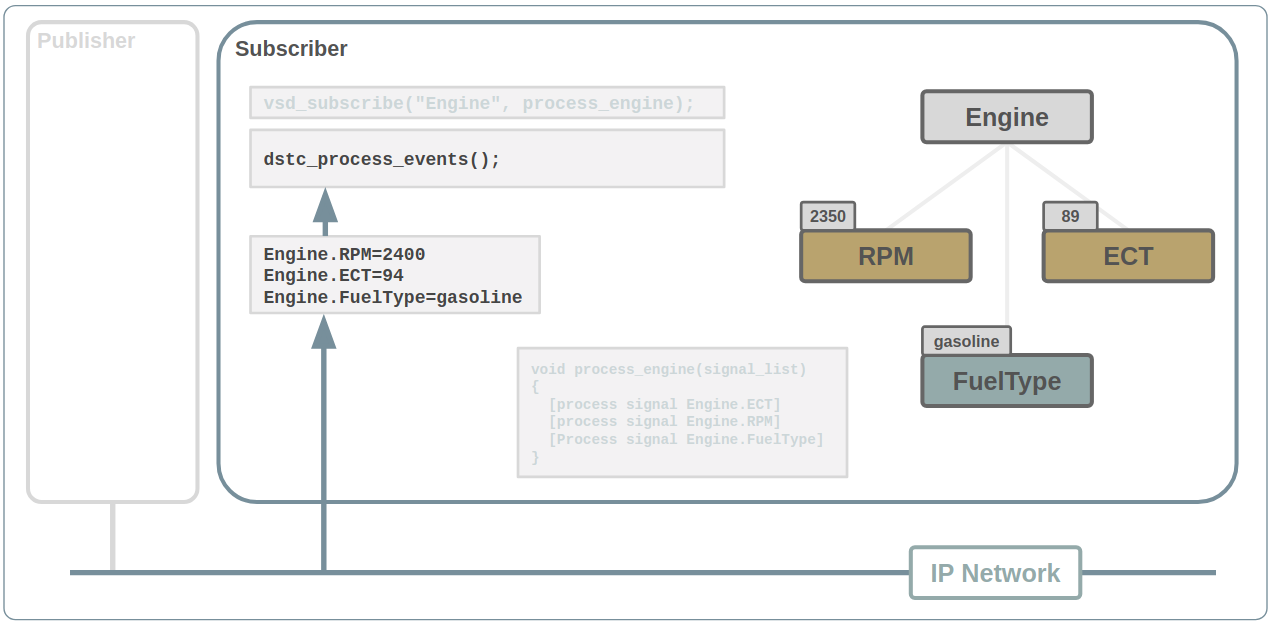 Publisher
Subscriber
vsd_subscribe("Engine", process_engine);
dstc_process_events();
Engine.RPM=2400
Engine.ECT=94
Engine.FuelType=gasoline
void process_engine(signal_list)
{
  [process signal Engine.ECT]
  [process signal Engine.RPM]
  [Process signal Engine.FuelType]
}
Engine
2350
RPM
89
ECT
gasoline
FuelType
IP Network